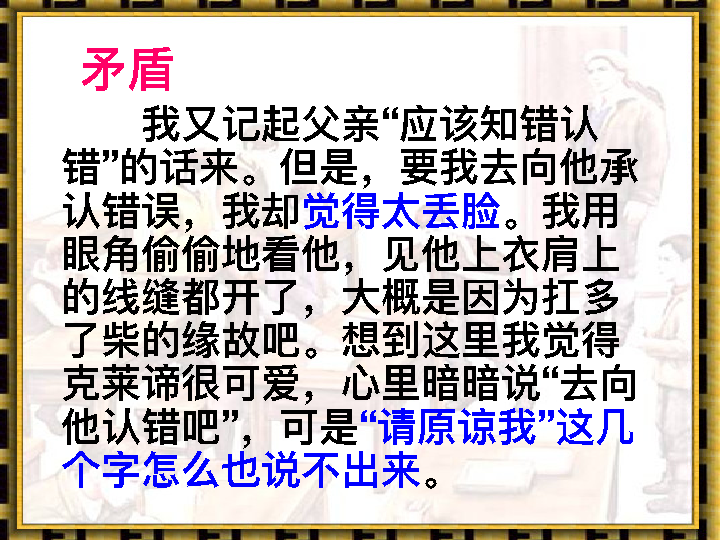 矛盾
我又记起父亲“应该知错认
错”的话来。但是，要我去向他承
认错误，我却觉得太丢脸。我用
眼角偷偷地看他，见他上衣肩上
的线缝都开了，大概是因为扛多
了柴的缘故吧。想到这里我觉得
克莱谛很可爱，心里暗暗说“去向
他认错吧”，可是“请原谅我”这几
个字怎么也说不出来。